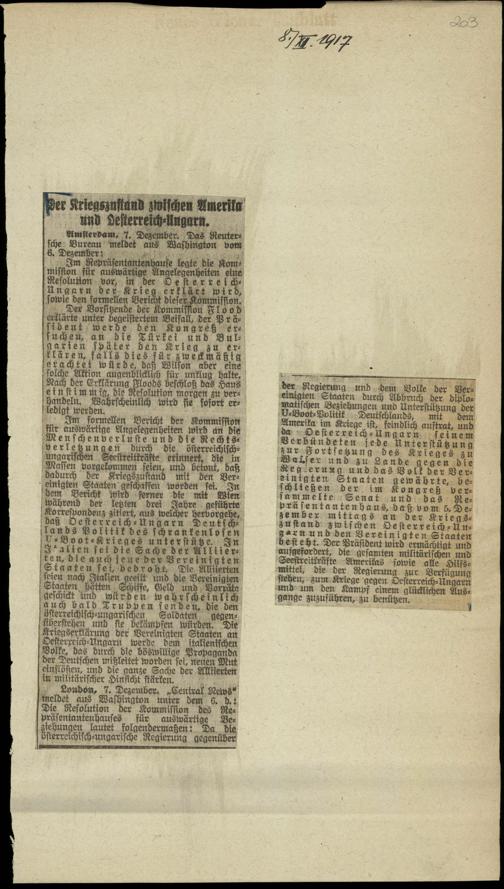 203
8./XII. 1917
Der Kriegszustand zwischen Amerika
und Oesterreich-Ungarn.
Amsterdam, 7. Dezember. Das Reuter-
sche Bureau meldet aus Washington vom
6. Dezember:
Im Repräsentantenhause legte die Kom-
mission für auswärtige Angelegenheiten eine
Resolution vor, in der Oesterreich-
Ungarn der Krieg erklärt wird,
sowie den formellen Bericht dieser Kommission.
Der Vorsitzende der Kommission Flood
erklärte unter begeistertem Beifall, der Prä-
sident werde den Kongreß er-
suchen, an die Türkei und Bul-
garien später den Krieg zu er-
klären, falls dies für zweckmäßig
erachtet würde, daß Wilson aber eine
solche Aktion augenblicklich für unklug halte.
Nach der Erklärung Floods beschloß das Haus
einstimmig, die Resolution morgen zu ver-
handeln. Wahrscheinlich wird sie sofort er-
ledigt werden.
Im formellen Bericht der Kommission
für auswärtige Angelegenheiten wird an die
Menschenverluste und die Rechts-
verletzungen durch die österreichisch-
ungarischen Seestreitkräfte erinnert, die in
Massen vorgekommen seien, und betont, daß
dadurch der Kriegszustand mit den Ver-
einigten Staaten geschaffen worden sei. In
dem Bericht wird ferner die mit Wien
während der letzten drei Jahre geführte
Korrespondenz zitiert, aus welcher hervorgehe,
daß Oesterreich-Ungarn Deutsch-
lands Politik des schrankenlosen
U-Boot-Krieges unterstütze. In
Italien sei die Sache der Alliier-
ten, die auch jene der Vereinigten
Staaten sei, bedroht. Die Alliierten
seien nach Italien geeilt und die Vereinigten
Staaten hätten Schiffe, Geld und Vorräte
geschickt und würden wahrscheinlich
auch bald Truppen senden, die den
österreichisch-ungarischen Soldaten gegen-
überstehen und sie bekämpfen würden. Die
Kriegserklärung der Vereinigten Staaten an
Oesterreich-Ungarn werde dem italienischen
Volke, das durch die böswillige Propaganda
der Deutschen mißleitet worden sei, neuen Mut
einflößen, und die ganze Sache der Alliierten
in militärischer Hinsicht stärken.
London, 7. Dezember. „Central News“
meldet aus Washington unter dem 6. d.:
Die Resolution der Kommission des Re-
präsentantenhauses für auswärtige Be-
ziehungen lautet folgendermaßen: Da die
österreichisch-ungarische Regierung gegenüber
der Regierung und dem Volke der Ver-
einigten Staaten durch Abbruch der diplo-
matischen Beziehungen und Unterstützung der
U-Boot-Politik Deutschlands, mit dem
Amerika im Kriege ist, feindlich auftrat, und
da Oesterreich-Ungarn seinem
Verbündeten jede Unterstützung
zur Fortsetzung des Krieges zu
Wasser und zu Lande gegen die
Regierung und das Volk der Ver-
einigten Staaten gewährte, be-
schließen der im Kongreß ver-
sammelte Senat und das Re-
präsentantenhaus, daß vom 5. De-
zember mittags an der Kriegs-
zustand zwischen Oesterreich-Un-
garn und den Vereinigten Staaten
besteht. Der Präsident wird ermächtigt und
aufgefordert, die gesamten militärischen und
Seestreitkräfte Amerikas sowie alle Hilfs-
mittel, die der Regierung zur Verfügung
stehen, zum Kriege gegen Oesterreich-Ungarn
und um den Kampf einem glücklichen Aus-
gange zuzuführen, zu benützen.